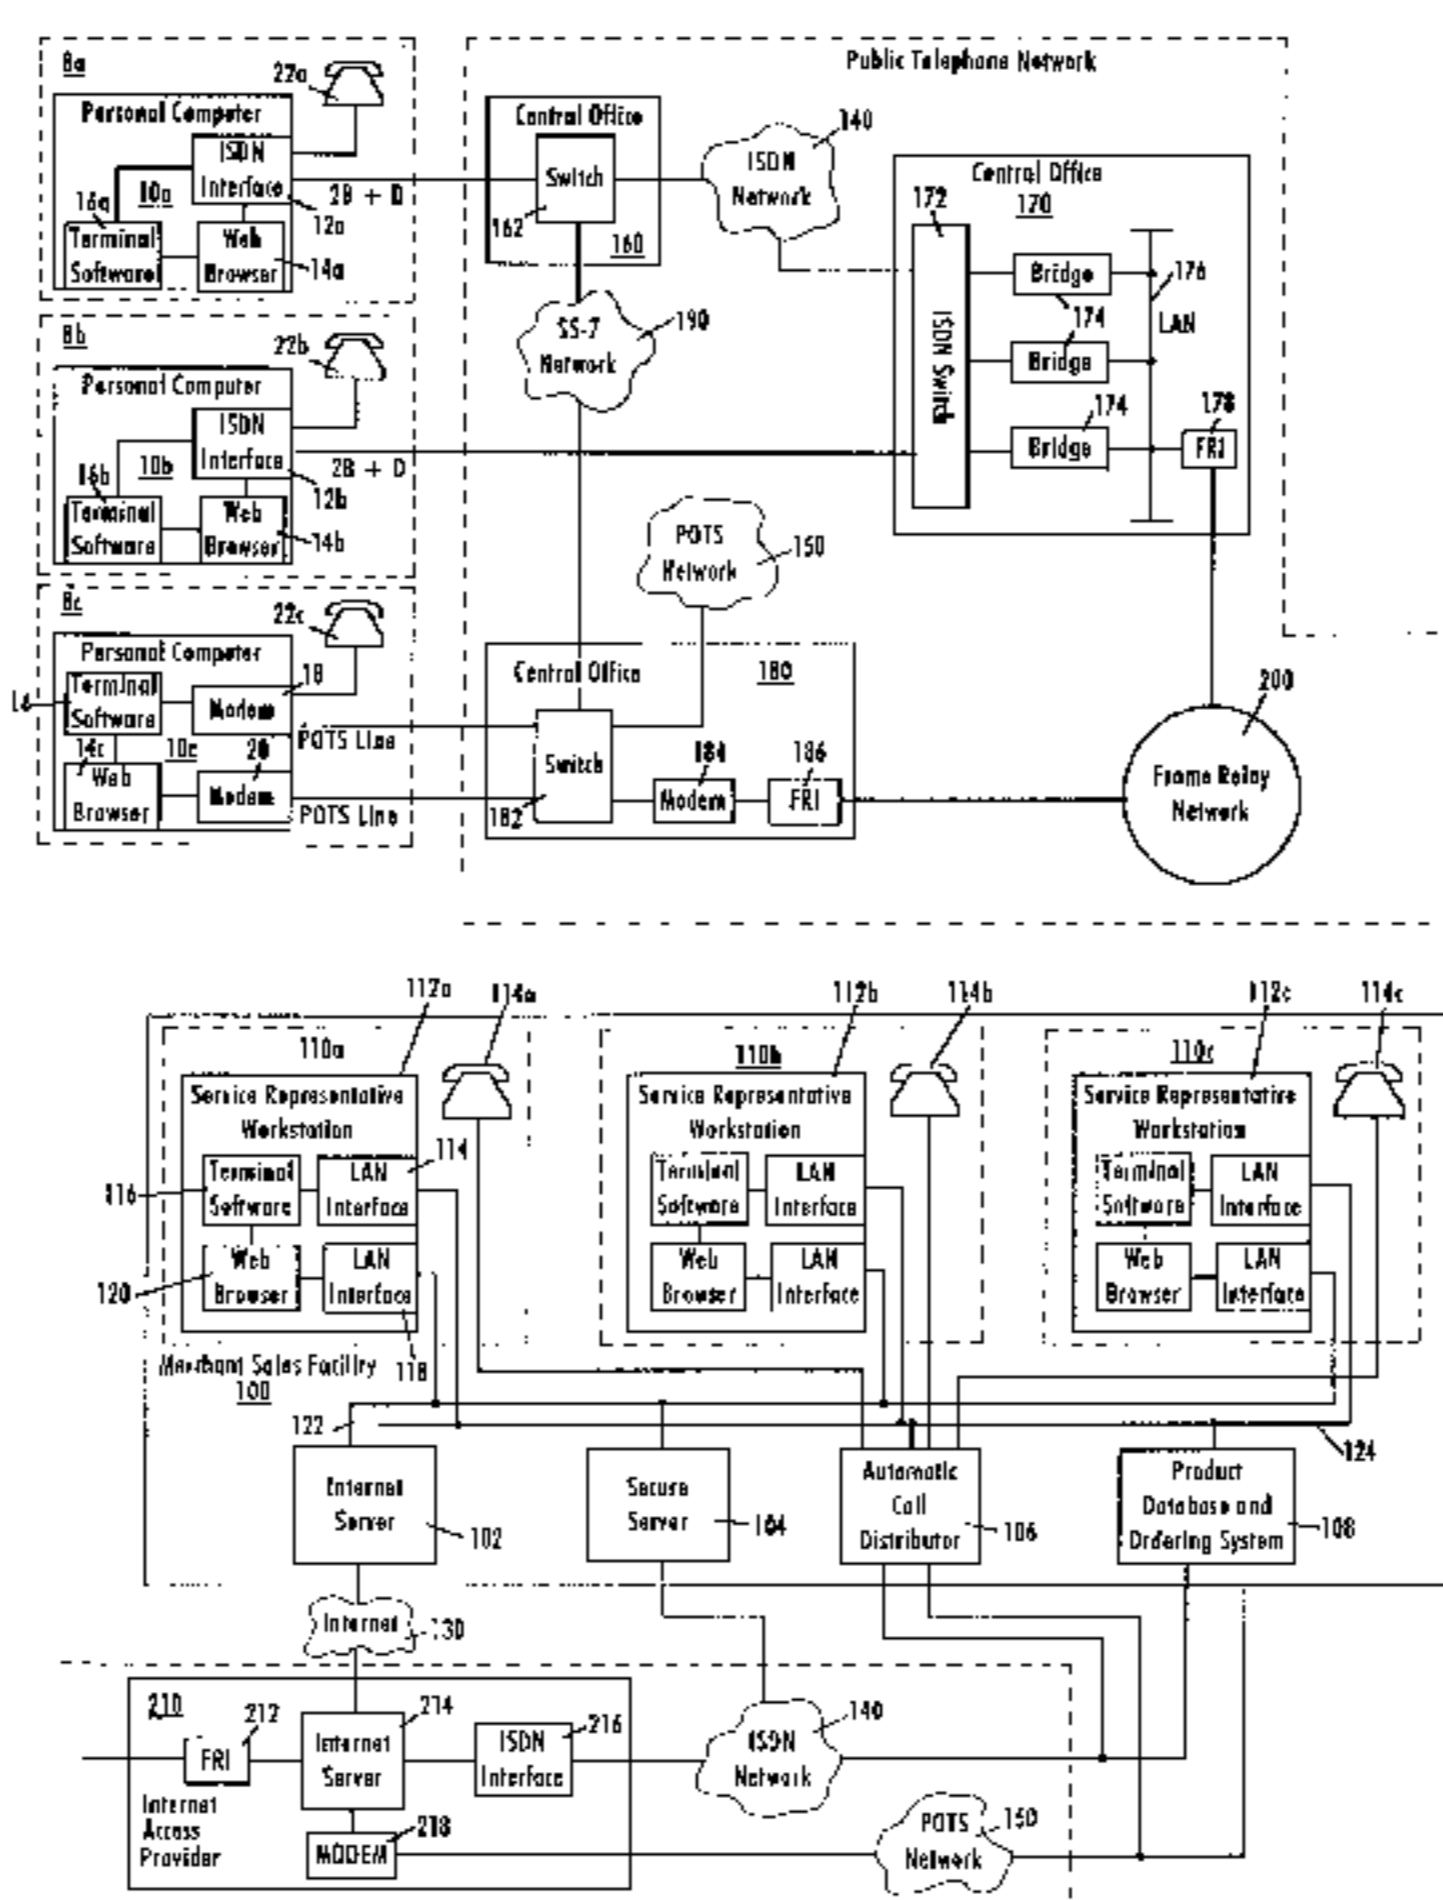 8a
22a
Public Telephone Network
Personal Computer
ISDN
Interface
10a
16a
Terminal
Software
Web
Browser
12a
14a
2B + D
Central Office
Switch
162
160
140
ISDN
Network
Central Office
170
172
ISDN Switch
Bridge
174
Bridge
174
Bridge
176
LAN
178
FRI
SS-7
Network
190
8b
22b
Personal Computer
ISDN
Interface
10b
16b
Terminal
Software
Web
Browser
12b
14b
2B + D
POTS
Network
150
8c
22c
Personal Computer
Terminal
Software
Modem
18
16
14c
10c
20
Web
Browser
Modem
POTS Line
POTS Line
Central Office
180
Switch
182
184
Modem
186
FRI
200
Frame Relay
Network
112a
114a
112b
114b
112c
114c
110a
110b
110c
Service Representative
Workstation
Terminal
Software
LAN
Interface
114
116
Web
Browser
LAN
Interface
120
118
Service Representative
Workstation
Terminal
Software
LAN
Interface
Web
Browser
LAN
Interface
Service Representative
Workstation
Terminal
Software
LAN
Interface
Web
Browser
LAN
Interface
Merchant Sales Facility
100
122
124
Internet
Server
102
Secure
Server
104
Automatic
Call
Distributor
106
Product
Database and
Ordering System
108
Internet
130
210
212
FRI
214
Internet
Server
216
ISDN
Interface
140
ISDN
Network
Internet
Access
Provider
218
MODEM
POTS
Network
150